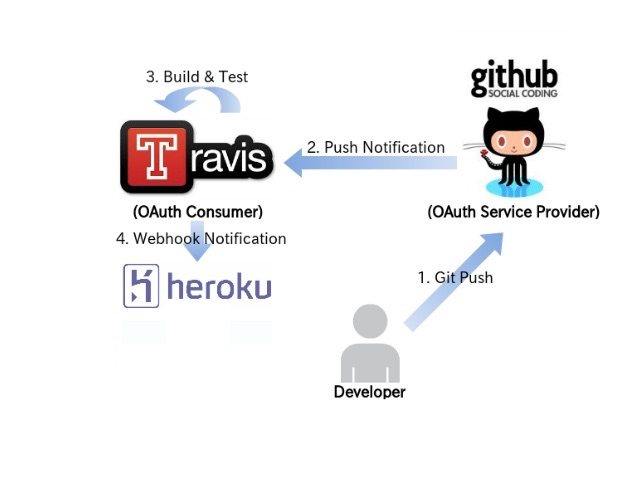 3. Build & Test
github
SOCIAL CODING
Travis
2. Push Notification
(OAuth Consumer)
(OAuth Service Provider)
4. Webhook Notification
heroku
1. Git Push
Developer